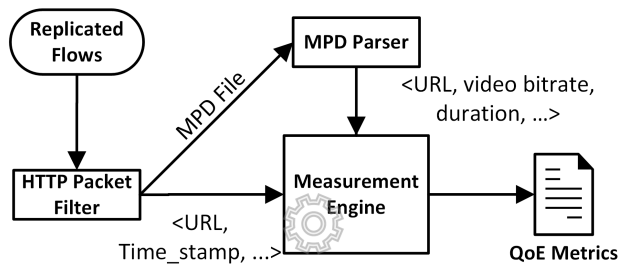 Replicated
Flows
MPD Parser
MPD File
<URL, video bitrate,
duration, ...>
HTTP Packet
Filter
Measurement
Engine
<URL,
Time_stamp, ...>
QoE Metrics